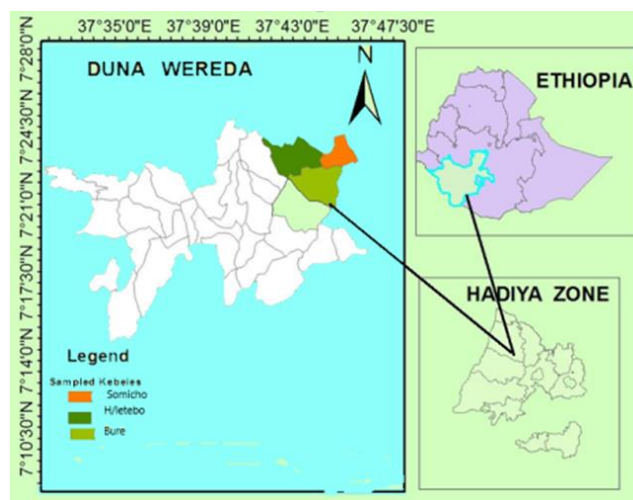 37°35'0"E 37°39'0"E 37°43'0"E 37°47'30"E
7°28'0"N
7°24'30"N
7°21'0"N
7°17'30"N
7°14'0"N
7°10'30"N
DUNA WEREDA
N
Legend
Sampled Kebeles
Somicho
H/letebo
Bure
ETHIOPIA
HADIYA ZONE